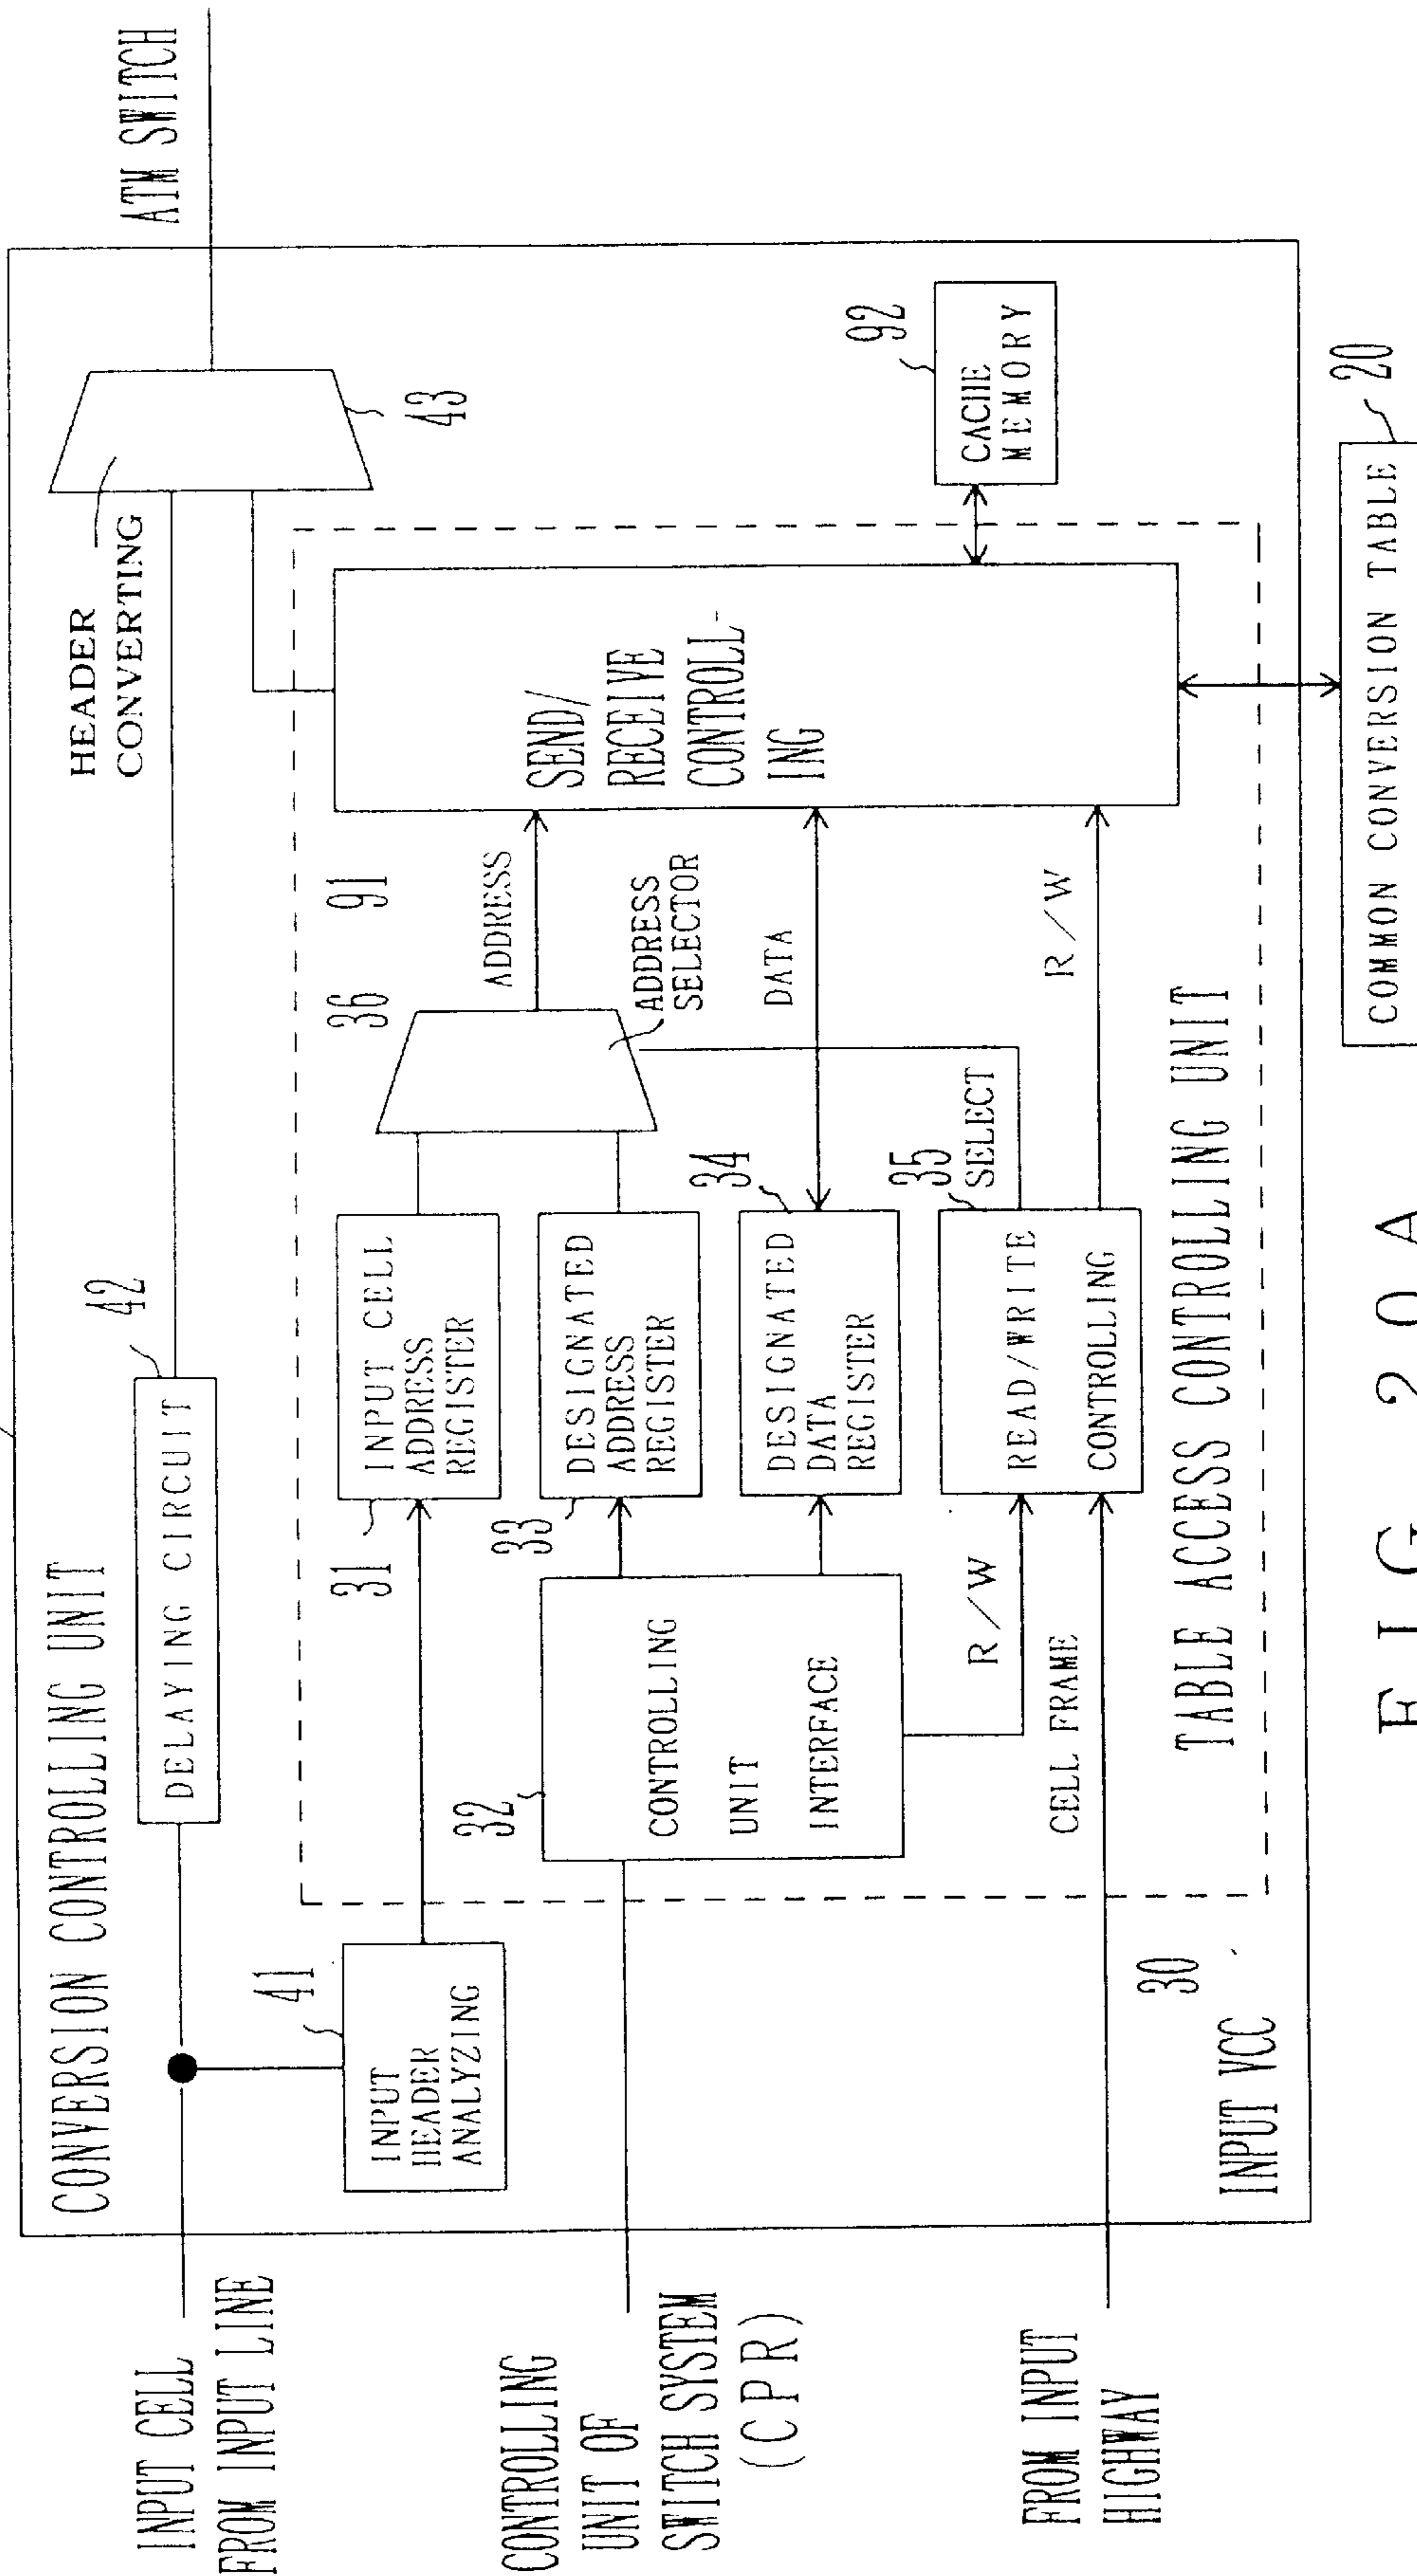 CONVERSION CONTROLLING UNIT
INPUT CELL
FROM INPUT LINE
DELAYING CIRCUIT
42
HEADER
CONVERTING
43
ATM SWITCH
41
INPUT
HEADER
ANALYZING
31
INPUT CELL
ADDRESS
REGISTER
36
91
ADDRESS
ADDRESS
SELECTOR
SEND/
RECEIVE
CONTROLL-
ING
92
CACHE
MEMORY
CONTROLLING
UNIT OF
SWITCH SYSTEM
(CPR)
32
CONTROLLING
UNIT
INTERFACE
33
DESIGNATED
ADDRESS
REGISTER
34
DESIGNATED
DATA
REGISTER
DATA
35
SELECT
READ/WRITE
CONTROLLING
R/W
R/W
CELL FRAME
FROM INPUT
HIGHWAY
30
INPUT VCC
TABLE ACCESS CONTROLLING UNIT
COMMON CONVERSION TABLE
20
FIG 20A